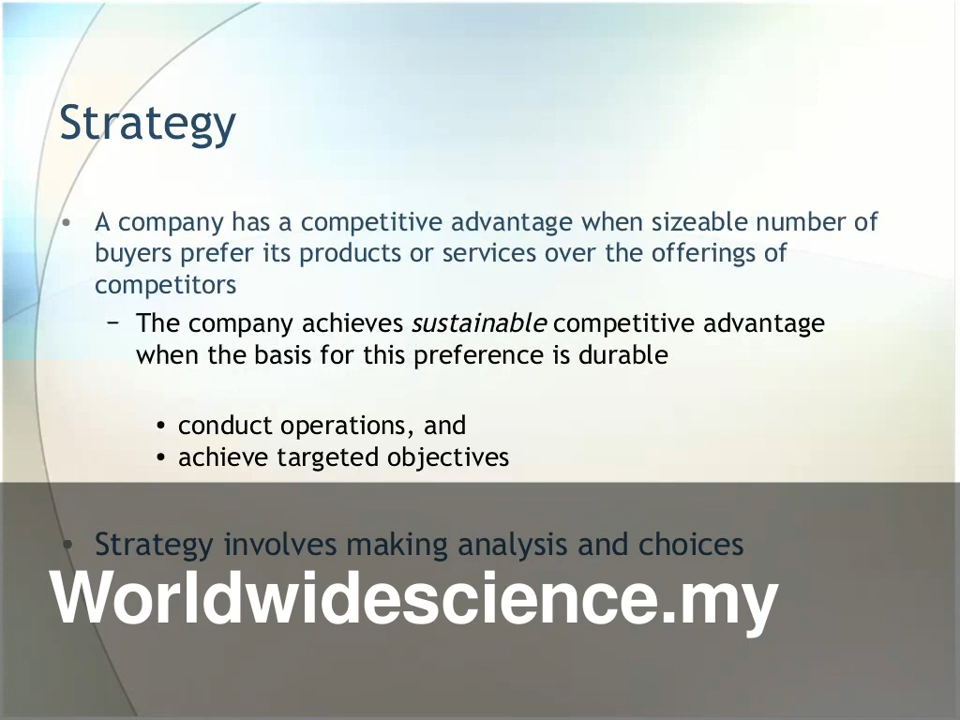 Strategy
• A company has a competitive advantage when sizeable number of
buyers prefer its products or services over the offerings of
competitors
– The company achieves sustainable competitive advantage
when the basis for this preference is durable
• conduct operations, and
• achieve targeted objectives
• Strategy involves making analysis and choices
Worldwidescience.my